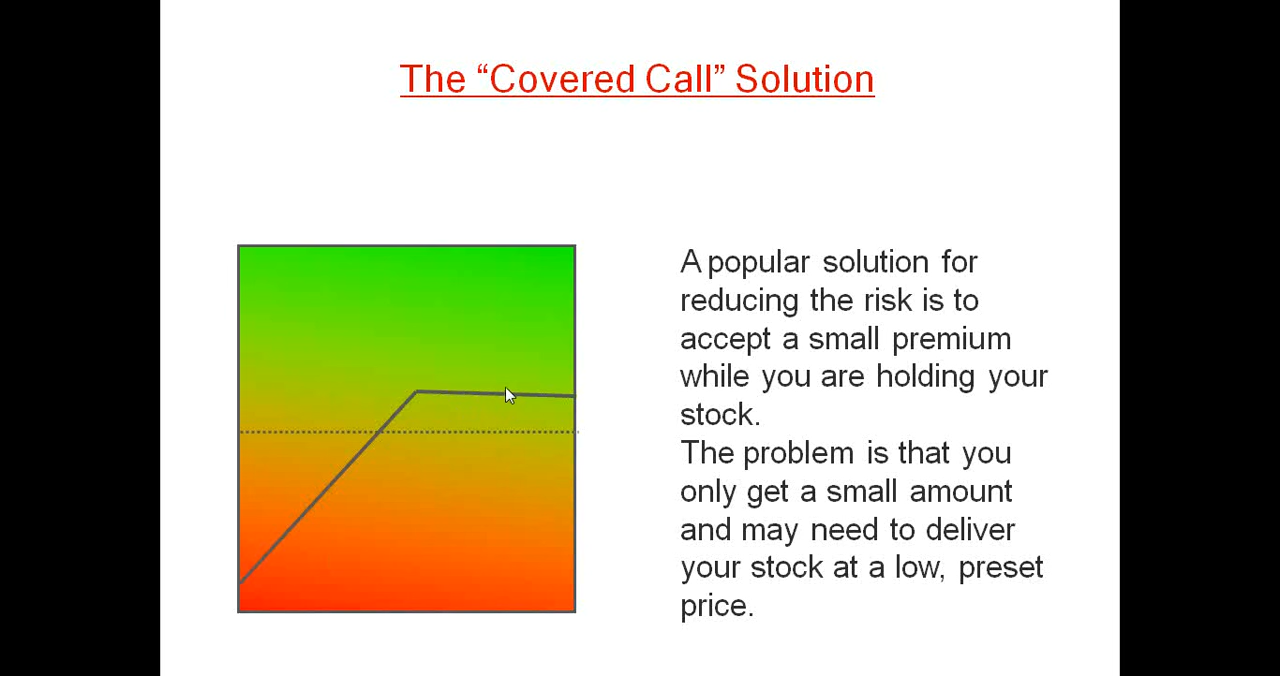 The “Covered Call” Solution
A popular solution for
reducing the risk is to
accept a small premium
while you are holding your
stock.
The problem is that you
only get a small amount
and may need to deliver
your stock at a low, preset
price.